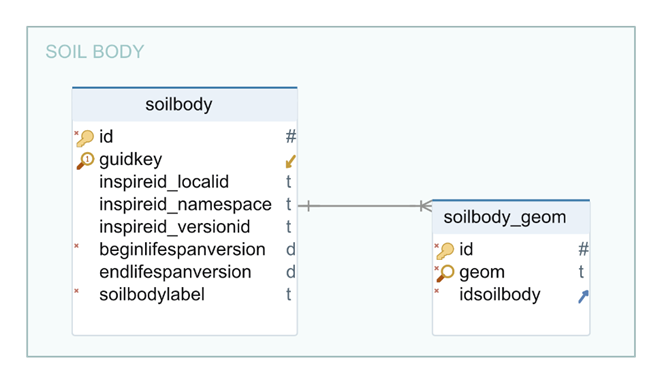 SOIL BODY
soilbody
id #
guidkey
inspireid_localid t
inspireid_namespace t
inspireid_versionid t
beginlifespanversion d
endlifespanversion d
soilbodylabel t
soilbody_geom
id #
geom t
idsoilbody